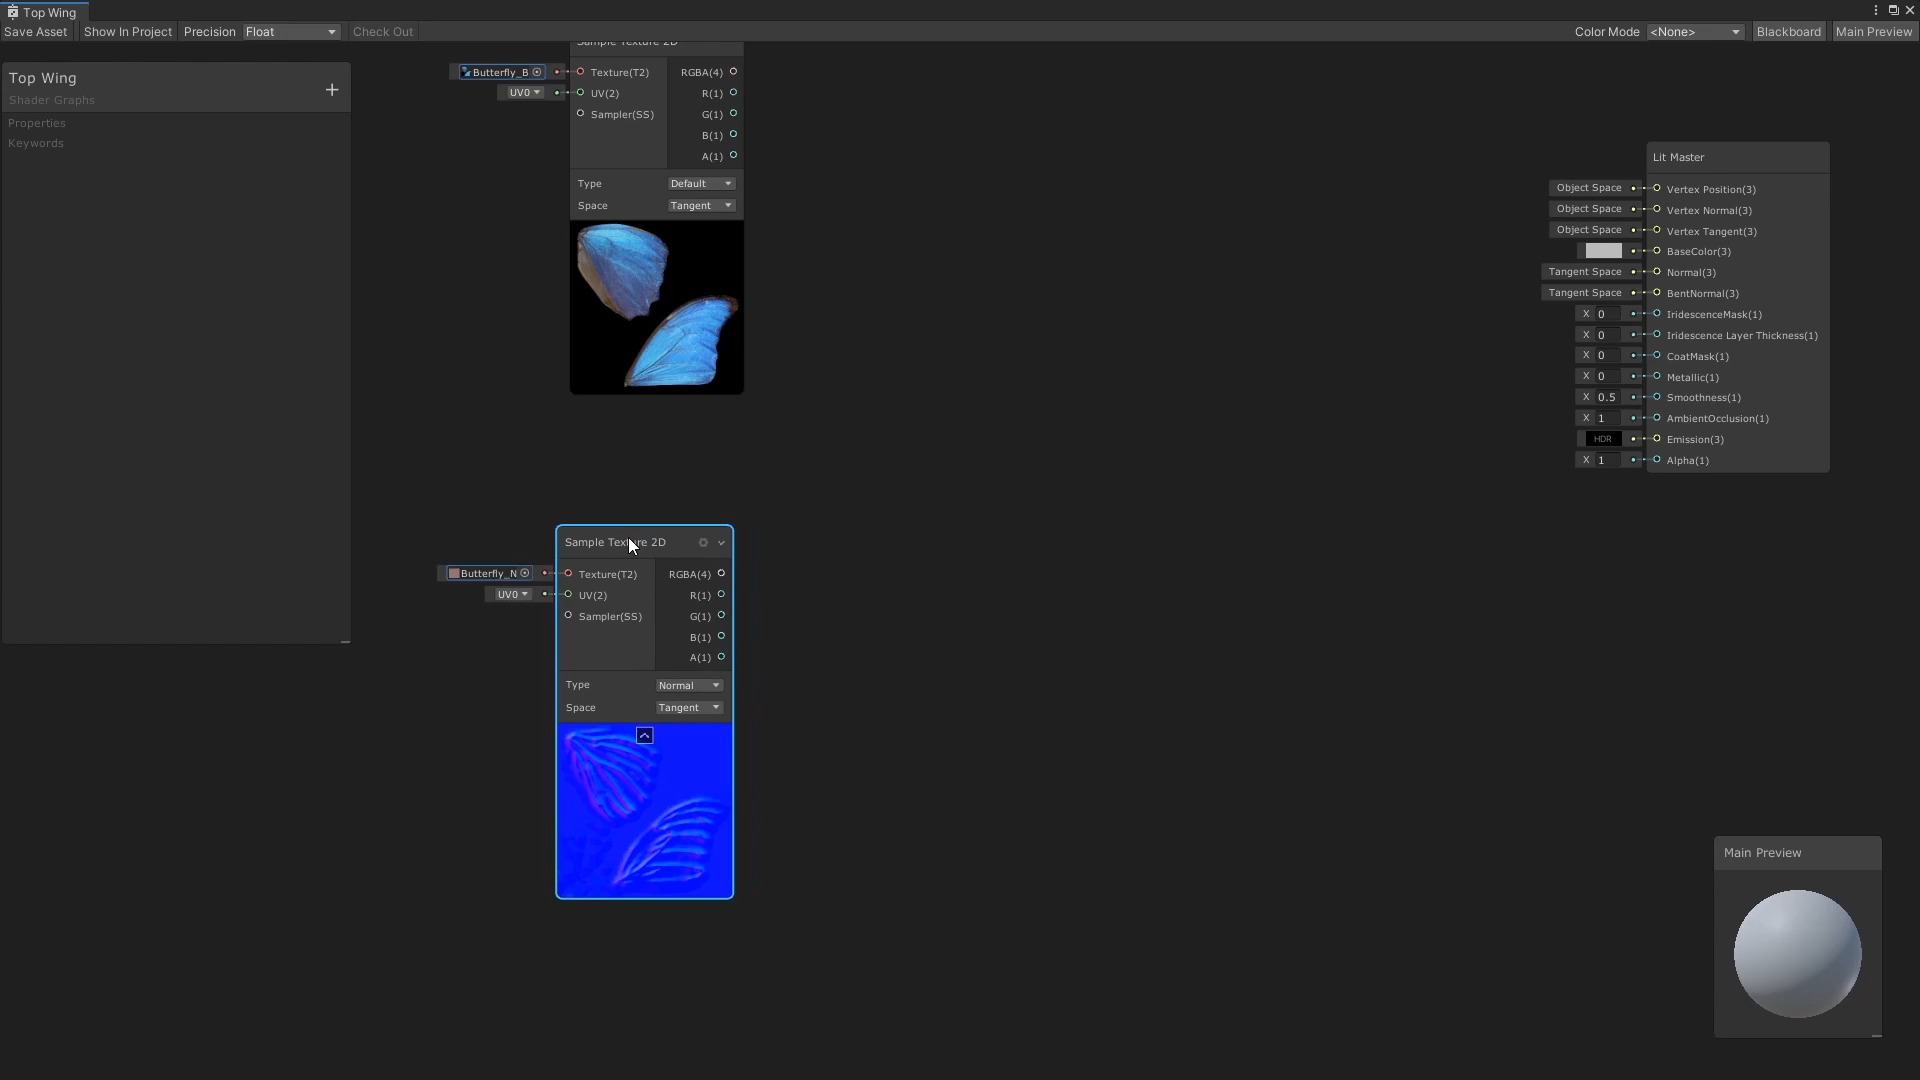 Top Wing
Save Asset Show In Project Precision Float Check Out Color Mode <None> Blackboard Main Preview
Top Wing
Shader Graphs
Properties
Keywords
Sample Texture 2D
Butterfly_B Texture(T2) RGBA(4)
UV0 UV(2) R(1)
Sampler(SS) G(1)
B(1)
A(1)
Type Default
Space Tangent
Lit Master
Object Space Vertex Position(3)
Object Space Vertex Normal(3)
Object Space Vertex Tangent(3)
BaseColor(3)
Tangent Space Normal(3)
Tangent Space BentNormal(3)
X 0 IridescenceMask(1)
X 0 Iridescence Layer Thickness(1)
X 0 CoatMask(1)
X 0 Metallic(1)
X 0.5 Smoothness(1)
X 1 AmbientOcclusion(1)
HDR Emission(3)
X 1 Alpha(1)
Sample Texture 2D
Butterfly_N Texture(T2) RGBA(4)
UV0 UV(2) R(1)
Sampler(SS) G(1)
B(1)
A(1)
Type Normal
Space Tangent
Main Preview